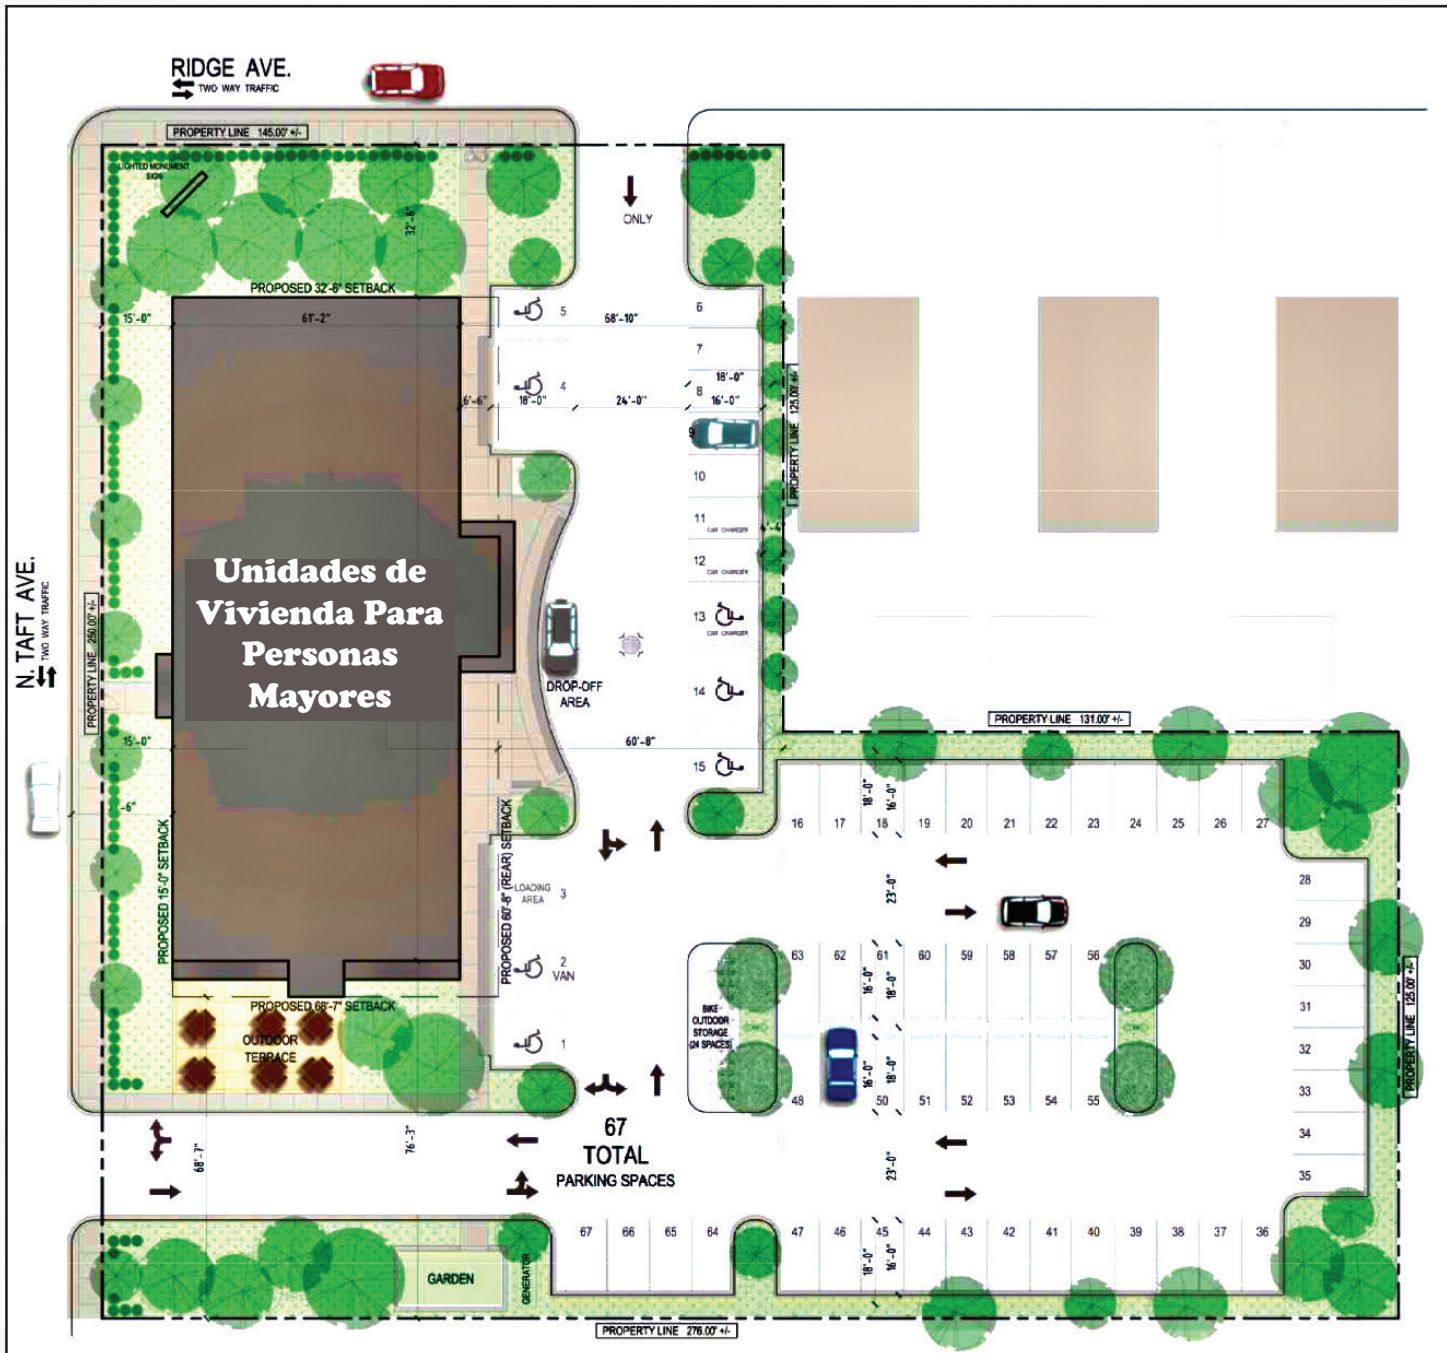 RIDGE AVE.
TWO WAY TRAFFIC
PROPERTY LINE 145.00' +/-
LIGHTED MONUMENT
SIGN
32'-6"
ONLY
PROPOSED 32'-6" SETBACK
15'-0"
61'-2"
5
68'-10"
6
7
4
18'-0"
8
6'-6"
18'-0"
24'-0"
16'-0"
PROPERTY LINE 125.00' +/-
9
10
11
CAR CHARGER
12
CAR CHARGER
13
CAR CHARGER
14
15
N. TAFT AVE.
TWO WAY TRAFFIC
PROPERTY LINE 250.00' +/-
Unidades de
Vivienda Para
Personas
Mayores
DROP-OFF
AREA
15'-0"
60'-8"
PROPERTY LINE 131.00' +/-
PROPOSED 15'-0" SETBACK
PROPOSED 60'-8" (REAR) SETBACK
18'-0"
16'-0"
16 17 18 19 20 21 22 23 24 25 26 27
LOADING
AREA
3
23'-0"
28
29
30
31
32
33
34
35
2
VAN
1
63 62 61 60 59 58 57 56
16'-0"
18'-0"
BIKE
OUTDOOR
STORAGE
(24 SPACES)
16'-0"
18'-0"
48 50 51 52 53 54 55
PROPERTY LINE 125.00' +/-
PROPOSED 68'-7" SETBACK
OUTDOOR
TERRACE
68'-7"
76'-3"
67
TOTAL
PARKING SPACES
23'-0"
67 66 65 64 47 46 45 44 43 42 41 40 39 38 37 36
18'-0"
16'-0"
GARDEN
GENERATOR
PROPERTY LINE 276.00' +/-